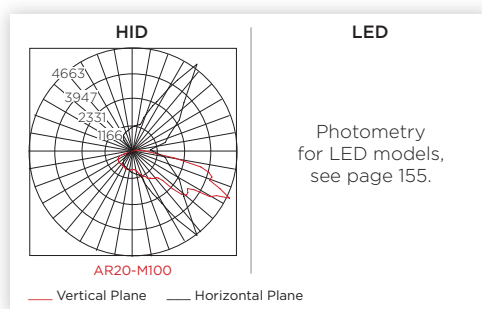 HID
4663
3947
2331
1166
AR20-M100
Vertical Plane
Horizontal Plane
LED
Photometry
for LED models,
see page 155.